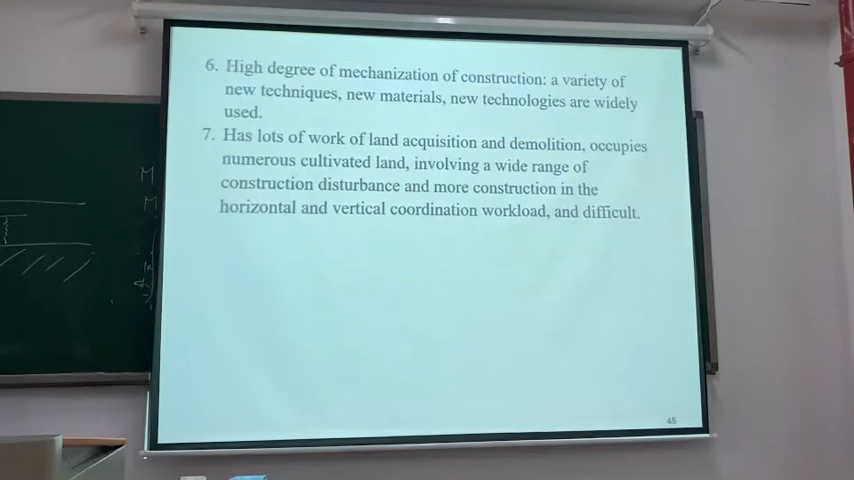 6. High degree of mechanization of construction: a variety of
new techniques, new materials, new technologies are widely
used.
7. Has lots of work of land acquisition and demolition, occupies
numerous cultivated land, involving a wide range of
construction disturbance and more construction in the
horizontal and vertical coordination workload, and difficult.
45
M
M